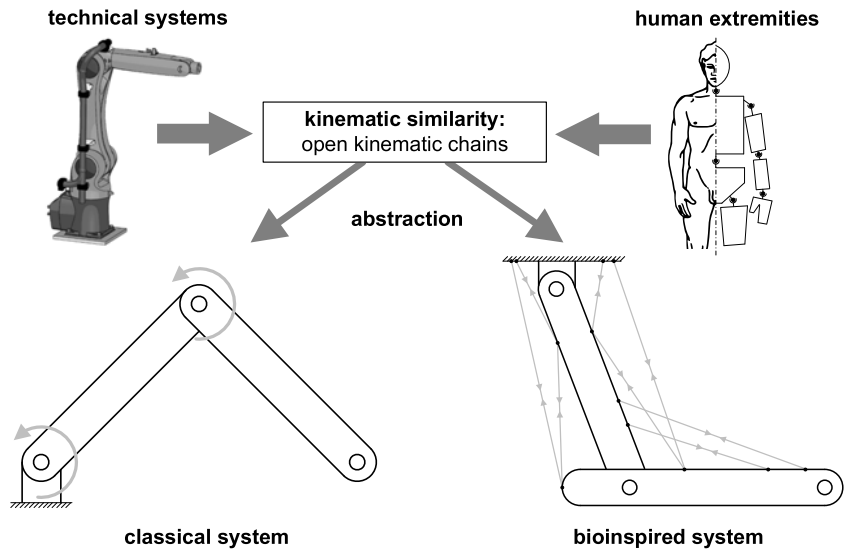 technical systems
human extremities
kinematic similarity:
open kinematic chains
abstraction
classical system
bioinspired system